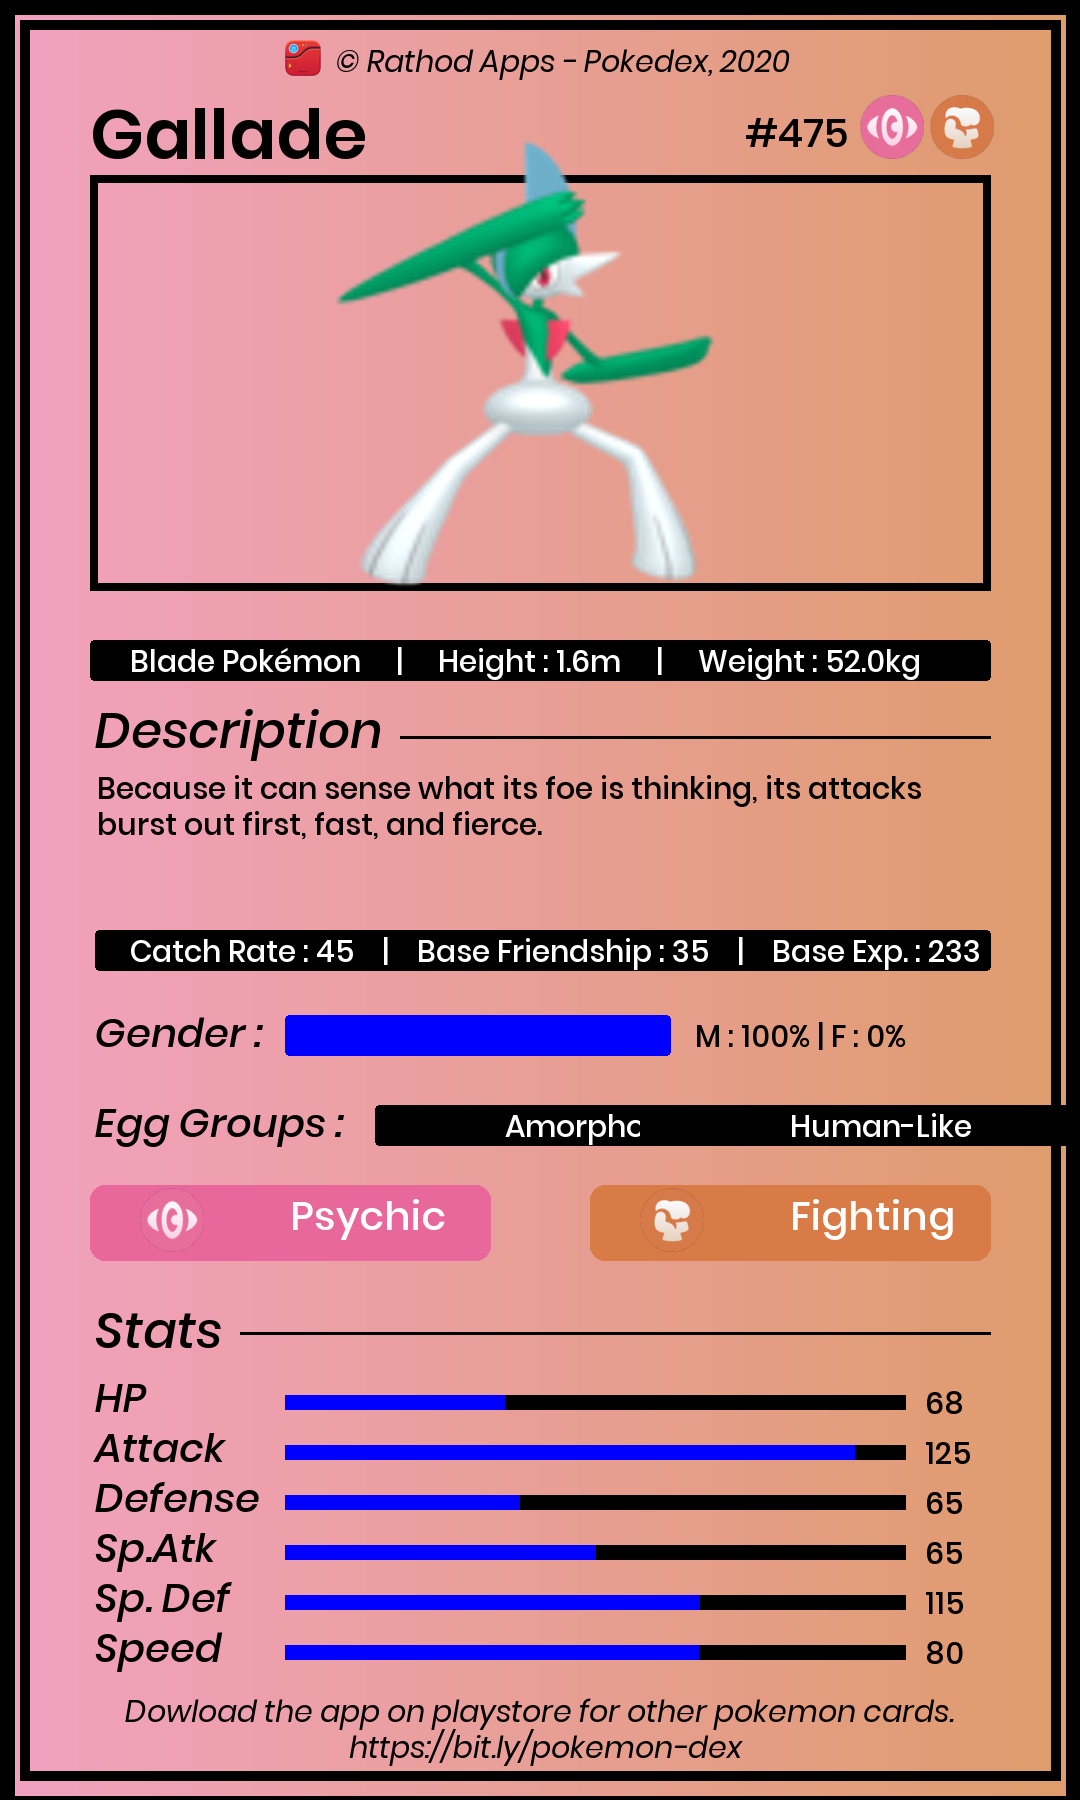 © Rathod Apps - Pokedex, 2020
Gallade #475
Blade Pokémon | Height : 1.6m | Weight : 52.0kg
Description
Because it can sense what its foe is thinking, its attacks
burst out first, fast, and fierce.
Catch Rate : 45 | Base Friendship : 35 | Base Exp. : 233
Gender : M : 100% | F : 0%
Egg Groups : Amorpho Human-Like
Psychic Fighting
Stats
HP 68
Attack 125
Defense 65
Sp.Atk 65
Sp. Def 115
Speed 80
Dowload the app on playstore for other pokemon cards.
https://bit.ly/pokemon-dex